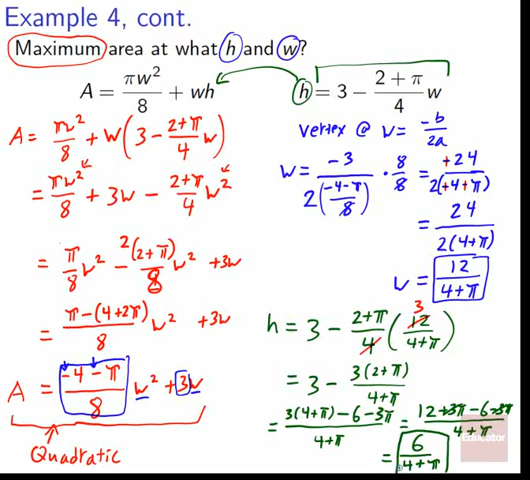 Example 4, cont.
Maximum area at what h and w?
A = πw²/8 + wh
h = 3 − (2 + π)/4 w
A = πw²/8 + w(3 − (2+π)/4 w)
= πw²/8 + 3w − (2+π)/4 w²
= π/8 w² − 2(2+π)/8 w² + 3w
= (π−(4+2π))/8 w² + 3w
A = (−4−π)/8 w² + 3w
Quadratic
vertex @ w = −b/2a
w = −3/(2((−4−π)/8)) · 8/8 = +24/(2(+4+π))
= 24/(2(4+π))
w = 12/(4+π)
h = 3 − (2+π)/4 (12/(4+π))
3
= 3 − 3(2+π)/(4+π)
= (3(4+π)−6−3π)/(4+π) = (12+3π−6−3π)/(4+π)
= 6/(4+π)
Educator